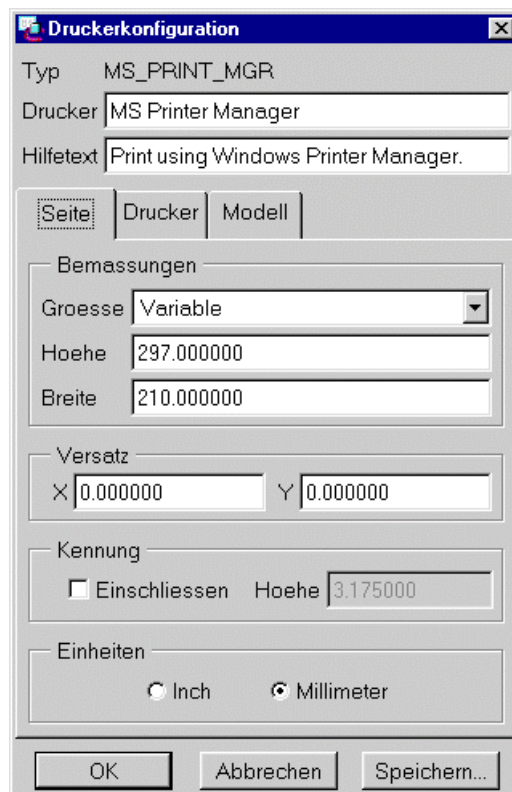 Druckerkonfiguration
Typ MS_PRINT_MGR
Drucker MS Printer Manager
Hilfetext Print using Windows Printer Manager.
Seite Drucker Modell
Bemassungen
Groesse Variable
Hoehe 297.000000
Breite 210.000000
Versatz
X 0.000000 Y 0.000000
Kennung
Einschliessen Hoehe 3.175000
Einheiten
Inch Millimeter
OK Abbrechen Speichern...